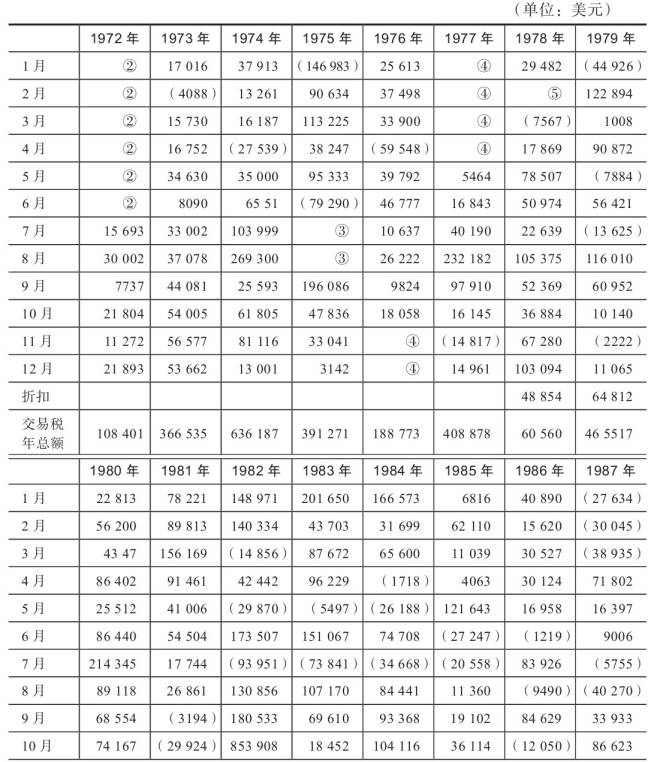 （单位：美元）
1972 年 1973 年 1974 年 1975 年 1976 年 1977 年 1978 年 1979 年
1 月 ② 17 016 37 913 （146 983） 25 613 ④ 29 482 （44 926）
2 月 ② （4088） 13 261 90 634 37 498 ④ ⑤ 122 894
3 月 ② 15 730 16 187 113 225 33 900 ④ （7567） 1008
4 月 ② 16 752 （27 539） 38 247 （59 548） ④ 17 869 90 872
5 月 ② 34 630 35 000 95 333 39 792 5464 78 507 （7884）
6 月 ② 8090 65 51 （79 290） 46 777 16 843 50 974 56 421
7 月 15 693 33 002 103 999 ③ 10 637 40 190 22 639 （13 625）
8 月 30 002 37 078 269 300 ③ 26 222 232 182 105 375 116 010
9 月 7737 44 081 25 593 196 086 9824 97 910 52 369 60 952
10 月 21 804 54 005 61 805 47 836 18 058 16 145 36 884 10 140
11 月 11 272 56 577 81 116 33 041 ④ （14 817） 67 280 （2222）
12 月 21 893 53 662 13 001 3142 ④ 14 961 103 094 11 065
折扣 48 854 64 812
交易税
年总额 108 401 366 535 636 187 391 271 188 773 408 878 60 560 46 5517
1980 年 1981 年 1982 年 1983 年 1984 年 1985 年 1986 年 1987 年
1 月 22 813 78 221 148 971 201 650 166 573 6816 40 890 （27 634）
2 月 56 200 89 813 140 334 43 703 31 699 62 110 15 620 （30 045）
3 月 43 47 156 169 （14 856） 87 672 65 600 11 039 30 527 （38 935）
4 月 86 402 91 461 42 442 96 229 （1718） 4063 30 124 71 802
5 月 25 512 41 006 （29 870） （5497） （26 188） 121 643 16 958 16 397
6 月 86 440 54 504 173 507 151 067 74 708 （27 247） （1219） 9006
7 月 214 345 17 744 （93 951） （73 841） （34 668） （20 558） 83 926 （5755）
8 月 89 118 26 861 130 856 107 170 84 441 11 360 （9490） （40 270）
9 月 68 554 （3194） 180 533 69 610 93 368 19 102 84 629 33 933
10 月 74 167 （29 924） 853 908 18 452 104 116 36 114 （12 050） 86 623